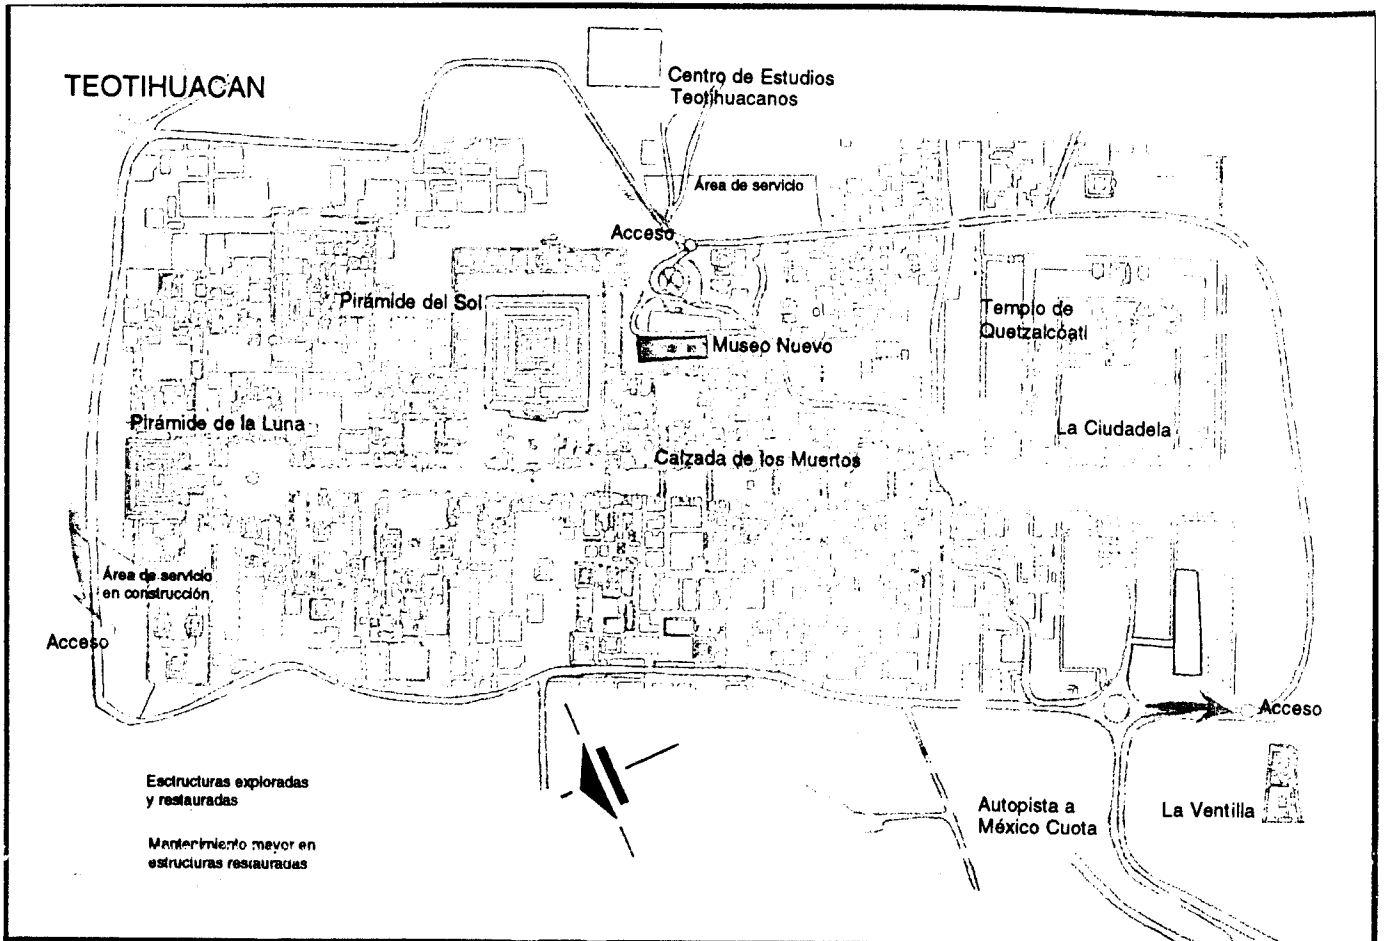 TEOTIHUACAN
Centro de Estudios
Teotihuacanos
Área de servicio
Acceso
Pirámide del Sol
Museo Nuevo
Templo de
Quetzalcóatl
Pirámide de la Luna
La Ciudadela
Calzada de los Muertos
Área de servicio
en construcción
Acceso
Acceso
Esctructuras exploradas
y restauradas
Mantenimiento mayor en
estructuras restauradas
Autopista a
México Cuota
La Ventilla